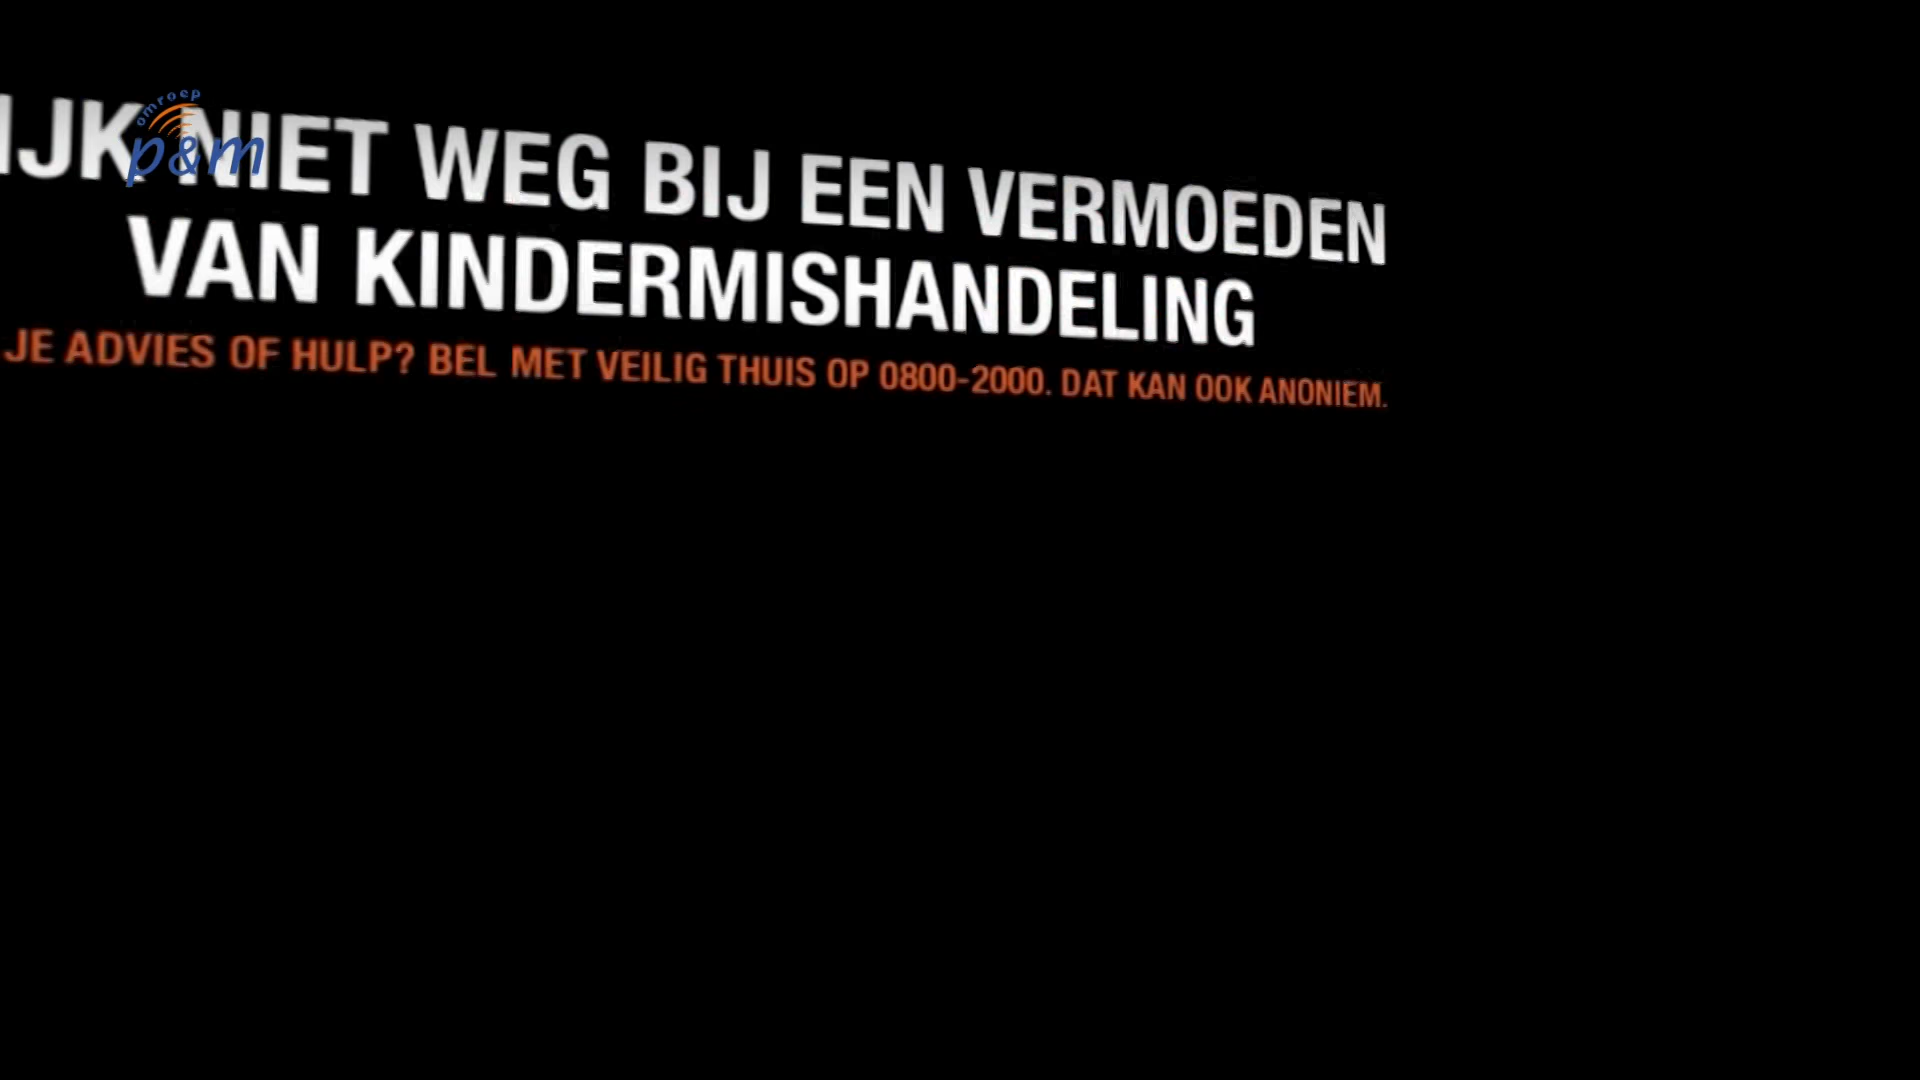 omroep
p&m
IJK NIET WEG BIJ EEN VERMOEDEN
VAN KINDERMISHANDELING
JE ADVIES OF HULP? BEL MET VEILIG THUIS OP 0800-2000. DAT KAN OOK ANONIEM.